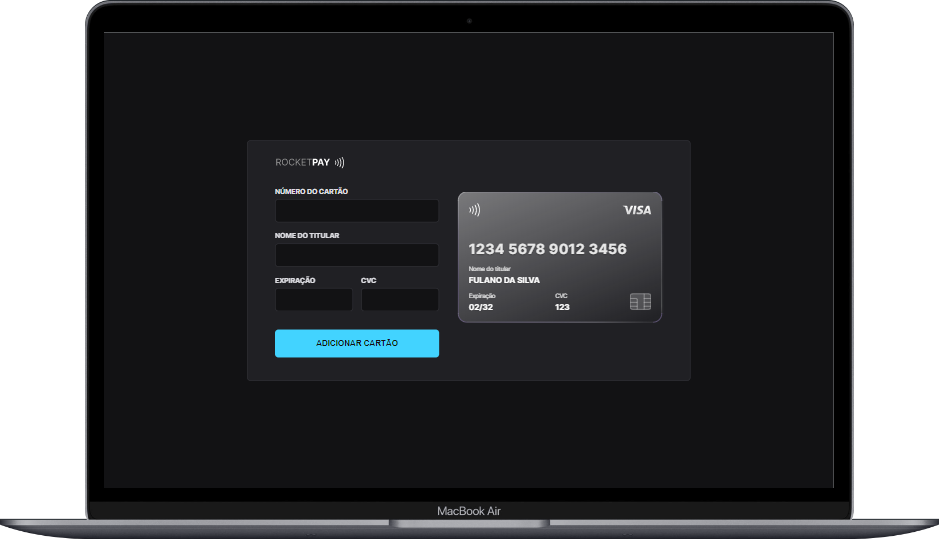 ROCKETPAY
NÚMERO DO CARTÃO
NOME DO TITULAR
EXPIRAÇÃO CVC
ADICIONAR CARTÃO
VISA
1234 5678 9012 3456
Nome do titular
FULANO DA SILVA
Expiração CVC
02/32 123
MacBook Air